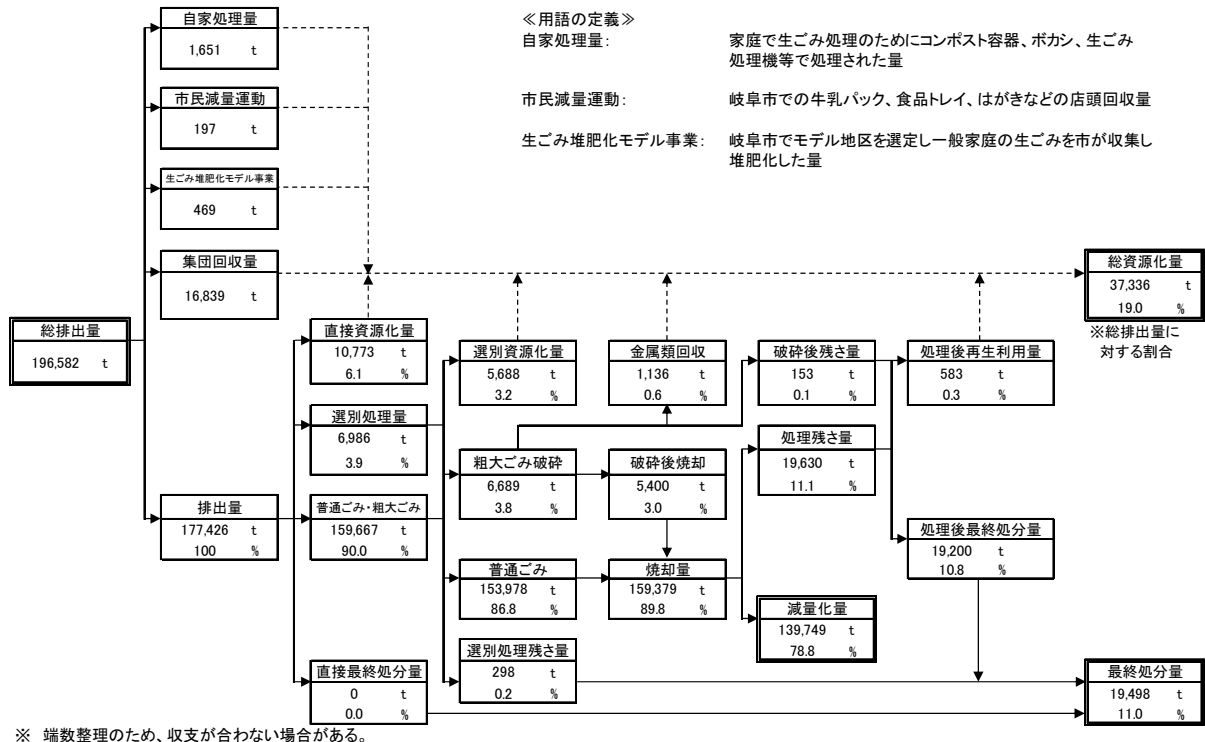 ≪用語の定義≫
自家処理量： 家庭で生ごみ処理のためにコンポスト容器、ボカシ、生ごみ
処理機等で処理された量
市民減量運動： 岐阜市での牛乳パック、食品トレイ、はがきなどの店頭回収量
生ごみ堆肥化モデル事業： 岐阜市でモデル地区を選定し一般家庭の生ごみを市が収集し
堆肥化した量
自家処理量
1,651 t
市民減量運動
197 t
生ごみ堆肥化モデル事業
469 t
集団回収量
16,839 t
総資源化量
37,336 t
19.0 %
※総排出量に
対する割合
総排出量
196,582 t
直接資源化量
10,773 t
6.1 %
選別資源化量
5,688 t
3.2 %
金属類回収
1,136 t
0.6 %
破砕後残さ量
153 t
0.1 %
処理後再生利用量
583 t
0.3 %
選別処理量
6,986 t
3.9 %
粗大ごみ破砕
6,689 t
3.8 %
破砕後焼却
5,400 t
3.0 %
処理残さ量
19,630 t
11.1 %
排出量
177,426 t
100 %
普通ごみ・粗大ごみ
159,667 t
90.0 %
処理後最終処分量
19,200 t
10.8 %
普通ごみ
153,978 t
86.8 %
焼却量
159,379 t
89.8 %
減量化量
139,749 t
78.8 %
選別処理残さ量
298 t
0.2 %
直接最終処分量
0 t
0.0 %
最終処分量
19,498 t
11.0 %
※ 端数整理のため、収支が合わない場合がある。